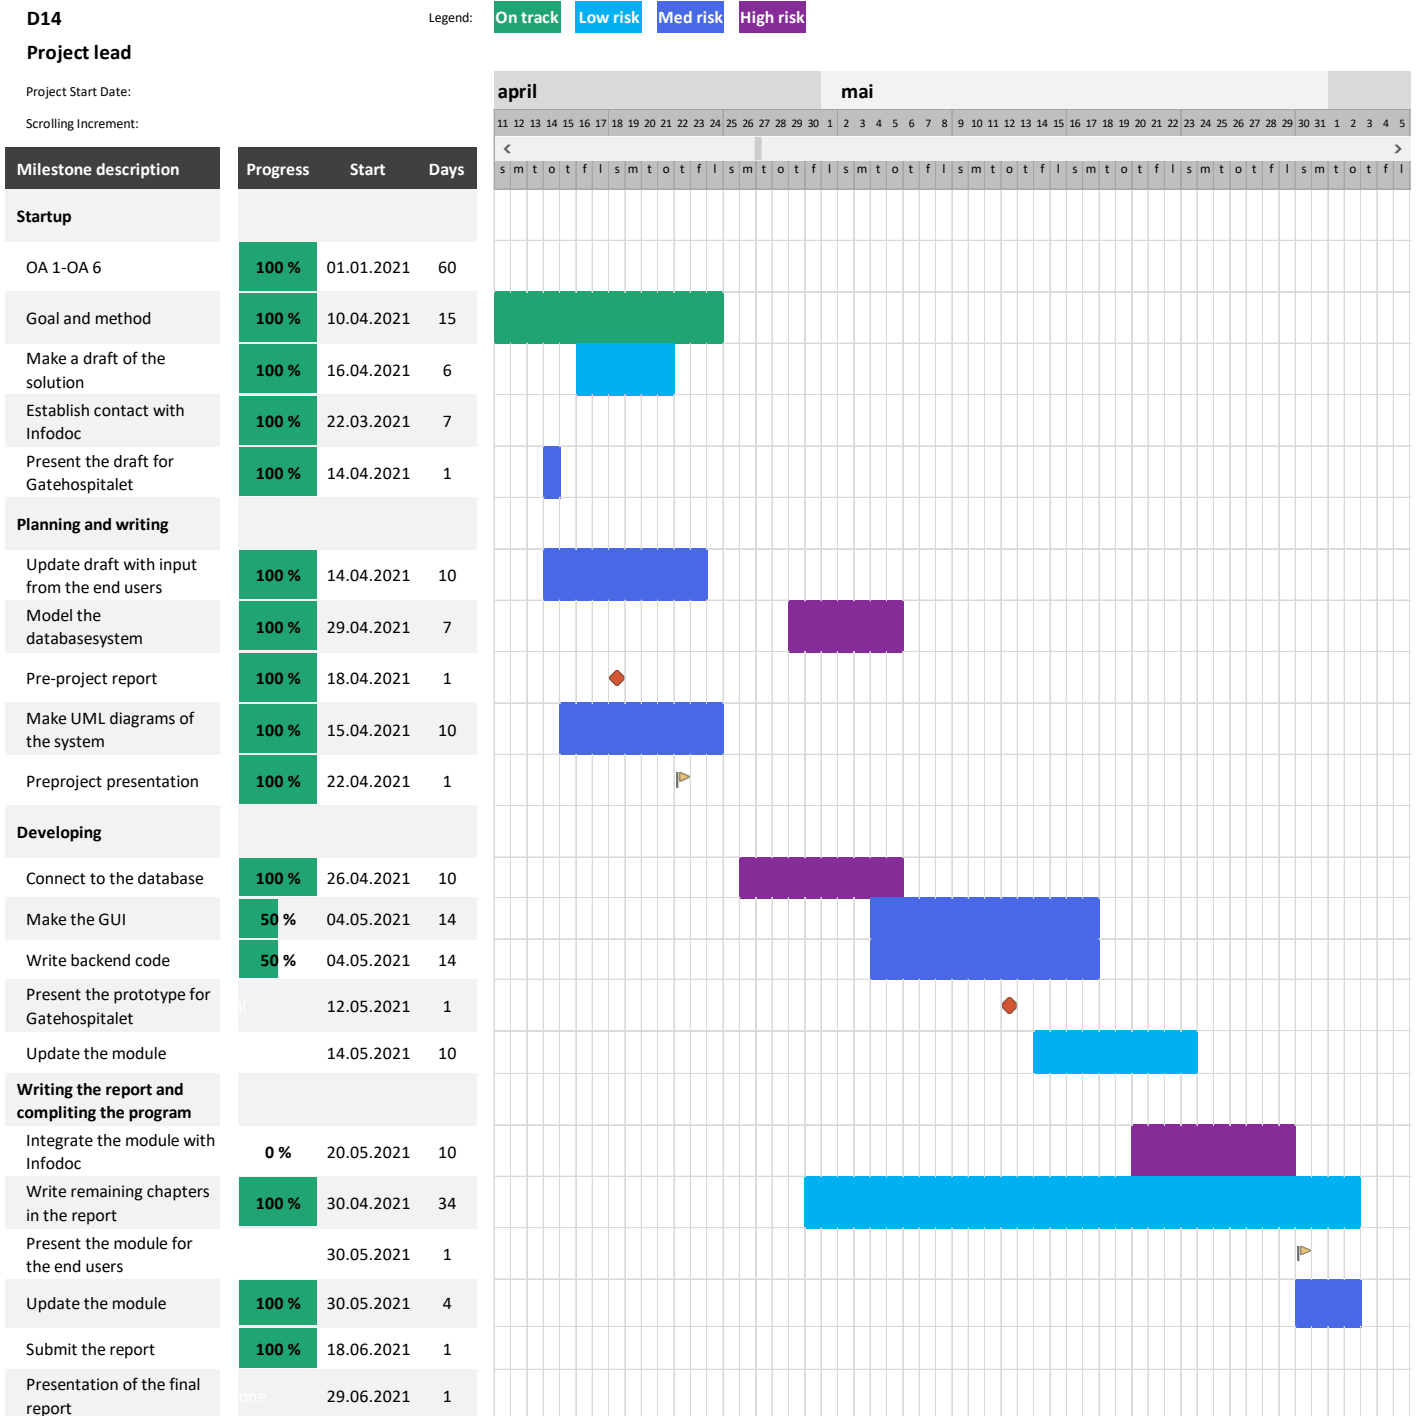 D14
Legend: On track Low risk Med risk High risk
Project lead
Project Start Date:
april mai
Scrolling Increment:
11 12 13 14 15 16 17 18 19 20 21 22 23 24 25 26 27 28 29 30 1 2 3 4 5 6 7 8 9 10 11 12 13 14 15 16 17 18 19 20 21 22 23 24 25 26 27 28 29 30 31 1 2 3 4 5
Milestone description Progress Start Days
s m t o t f l s m t o t f l s m t o t f l s m t o t f l s m t o t f l s m t o t f l s m t o t f l s m t o t f l
Startup
OA 1-OA 6 100 % 01.01.2021 60
Goal and method 100 % 10.04.2021 15
Make a draft of the
solution 100 % 16.04.2021 6
Establish contact with
Infodoc 100 % 22.03.2021 7
Present the draft for
Gatehospitalet 100 % 14.04.2021 1
Planning and writing
Update draft with input
from the end users 100 % 14.04.2021 10
Model the
databasesystem 100 % 29.04.2021 7
Pre-project report 100 % 18.04.2021 1
Make UML diagrams of
the system 100 % 15.04.2021 10
Preproject presentation 100 % 22.04.2021 1
Developing
Connect to the database 100 % 26.04.2021 10
Make the GUI 50 % 04.05.2021 14
Write backend code 50 % 04.05.2021 14
Present the prototype for
Gatehospitalet 12.05.2021 1
Update the module 14.05.2021 10
Writing the report and
compliting the program
Integrate the module with
Infodoc 0 % 20.05.2021 10
Write remaining chapters
in the report 100 % 30.04.2021 34
Present the module for
the end users 30.05.2021 1
Update the module 100 % 30.05.2021 4
Submit the report 100 % 18.06.2021 1
Presentation of the final
report 29.06.2021 1